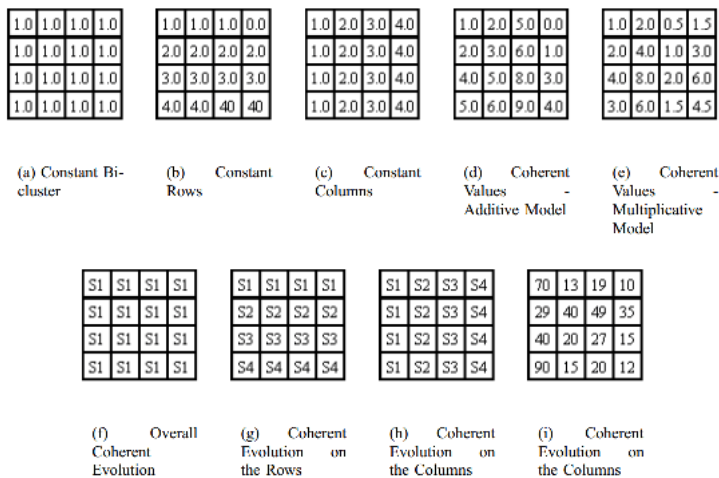 1.0 1.0 1.0 1.0 1.0 1.0 1.0 0.0 1.0 2.0 3.0 4.0 1.0 2.0 5.0 0.0 1.0 2.0 0.5 1.5
1.0 1.0 1.0 1.0 2.0 2.0 2.0 2.0 1.0 2.0 3.0 4.0 2.0 3.0 6.0 1.0 2.0 4.0 1.0 3.0
1.0 1.0 1.0 1.0 3.0 3.0 3.0 3.0 1.0 2.0 3.0 4.0 4.0 5.0 8.0 3.0 4.0 8.0 2.0 6.0
1.0 1.0 1.0 1.0 4.0 4.0 40 40 1.0 2.0 3.0 4.0 5.0 6.0 9.0 4.0 3.0 6.0 1.5 4.5
(a) Constant Bi-
cluster
(b) Constant
Rows
(c) Constant
Columns
(d) Coherent
Values -
Additive Model
(e) Coherent
Values -
Multiplicative
Model
S1 S1 S1 S1 S1 S1 S1 S1 S1 S2 S3 S4 70 13 19 10
S1 S1 S1 S1 S2 S2 S2 S2 S1 S2 S3 S4 29 40 49 35
S1 S1 S1 S1 S3 S3 S3 S3 S1 S2 S3 S4 40 20 27 15
S1 S1 S1 S1 S4 S4 S4 S4 S1 S2 S3 S4 90 15 20 12
(f) Overall
Coherent
Evolution
(g) Coherent
Evolution on
the Rows
(h) Coherent
Evolution on
the Columns
(i) Coherent
Evolution on
the Columns